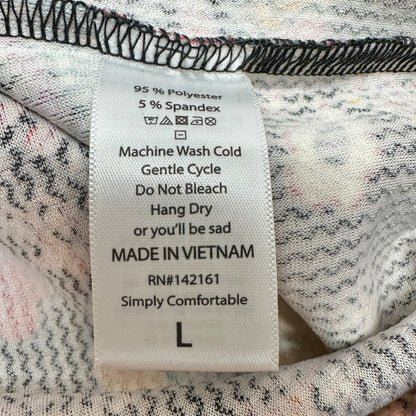 95 % Polyester
5 % Spandex
Machine Wash Cold
Gentle Cycle
Do Not Bleach
Hang Dry
or you'll be sad
MADE IN VIETNAM
RN#142161
Simply Comfortable
L